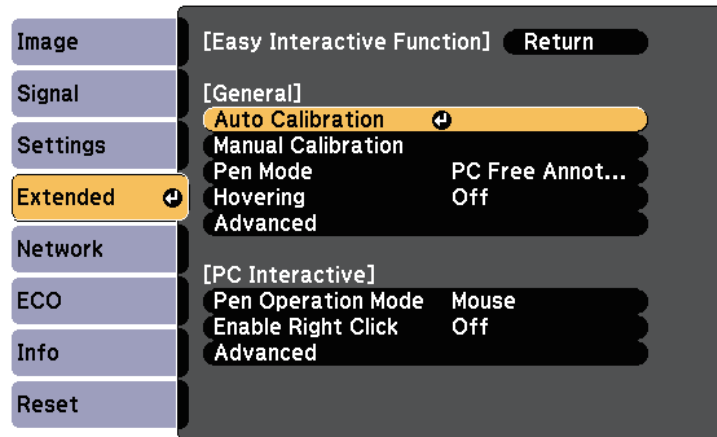 Image
Signal
Settings
Extended
Network
ECO
Info
Reset
[Easy Interactive Function] Return
[General]
Auto Calibration
Manual Calibration
Pen Mode PC Free Annot...
Hovering Off
Advanced
[PC Interactive]
Pen Operation Mode Mouse
Enable Right Click Off
Advanced